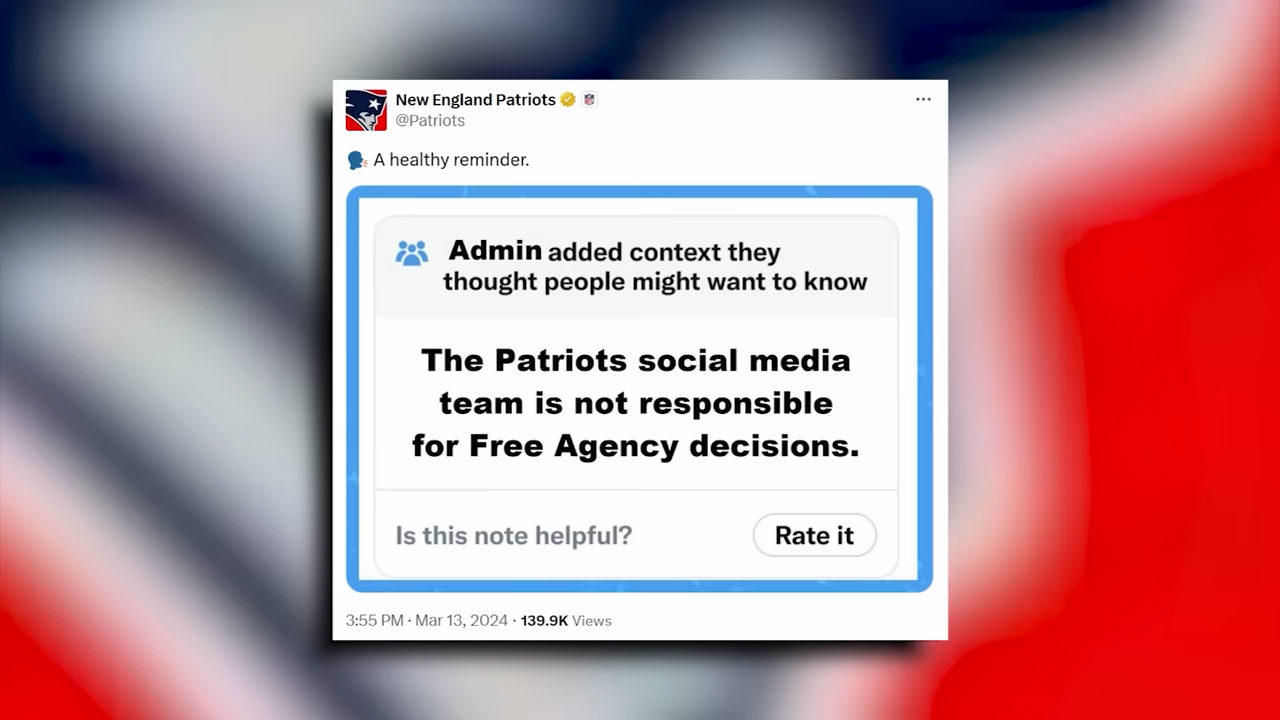 New England Patriots
@Patriots
🗣 A healthy reminder.
Admin added context they
thought people might want to know
The Patriots social media
team is not responsible
for Free Agency decisions.
Is this note helpful?
Rate it
3:55 PM · Mar 13, 2024 · 139.9K Views